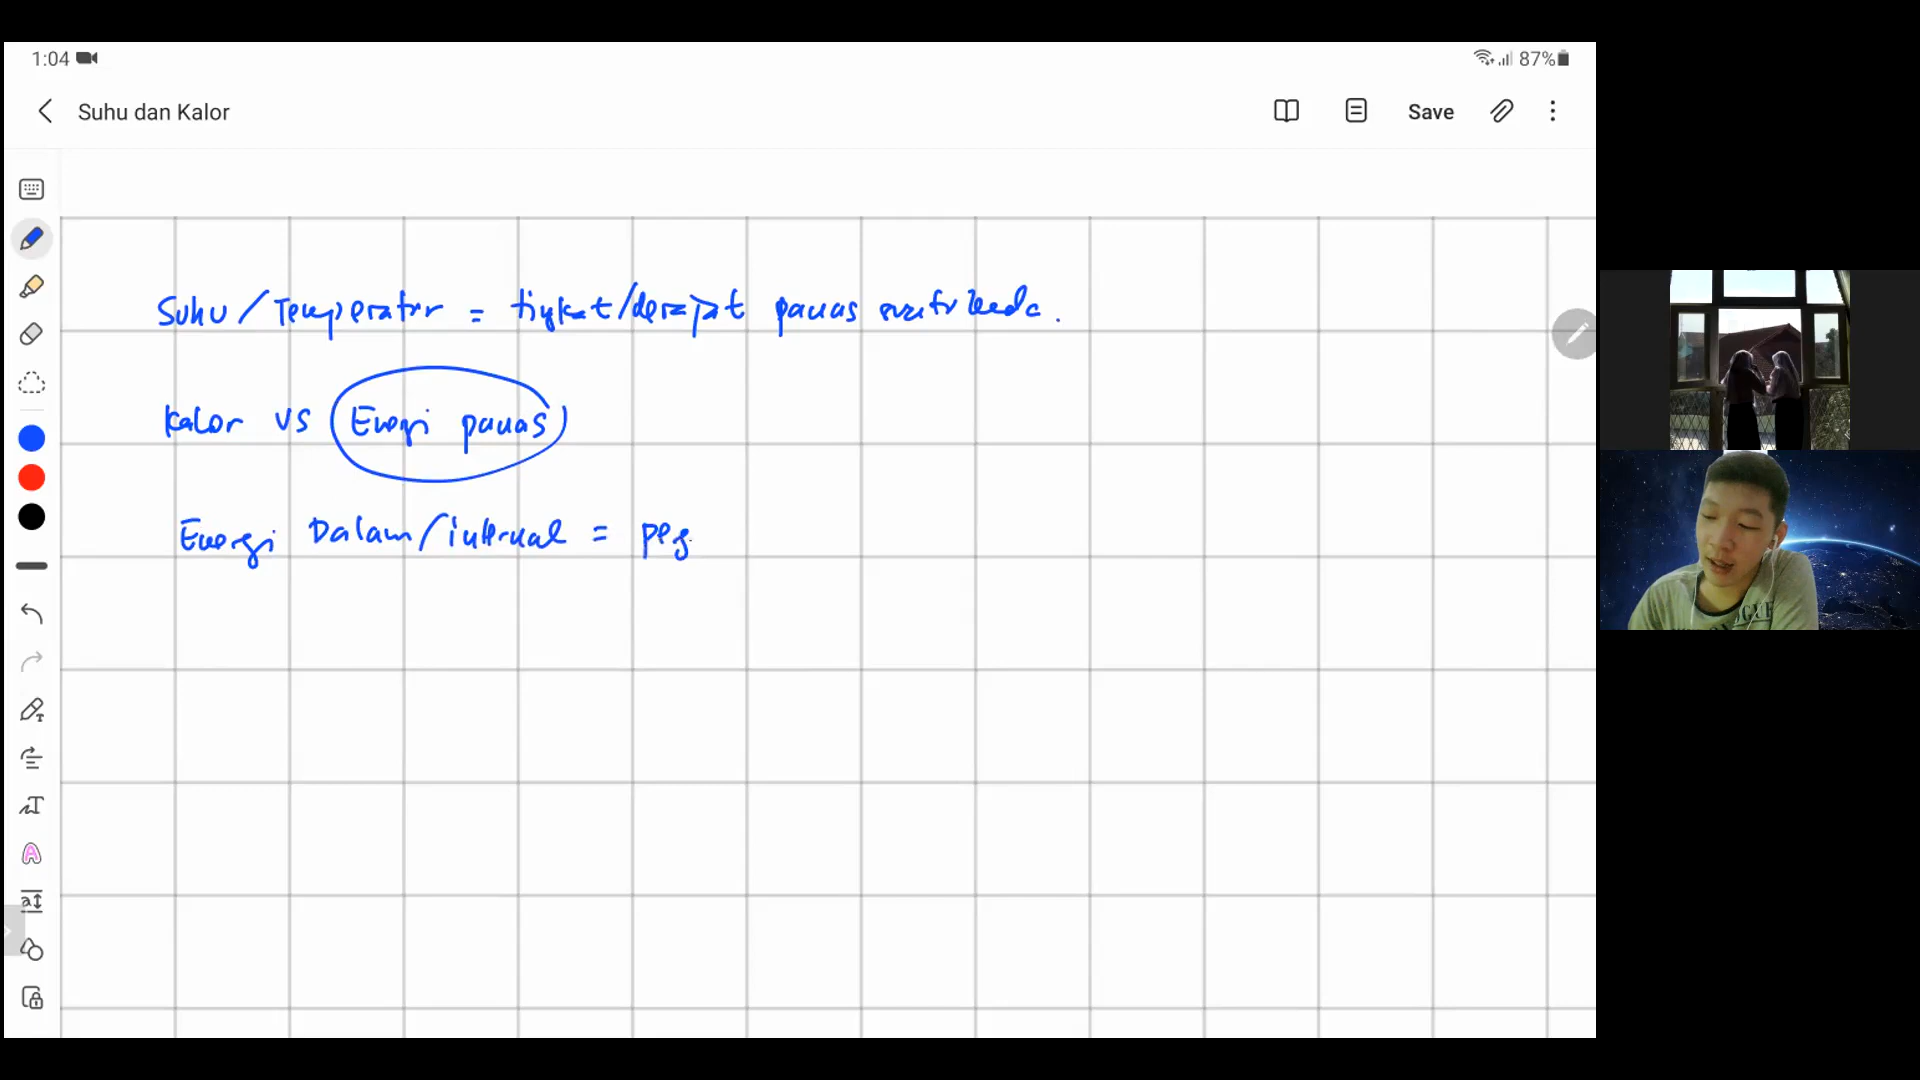 1:04
87%
Suhu dan Kalor
Save
Suhu/Temperatur = tingkat/derajat panas suatu benda.
Kalor vs Energi panas
Energi Dalam/internal = peg